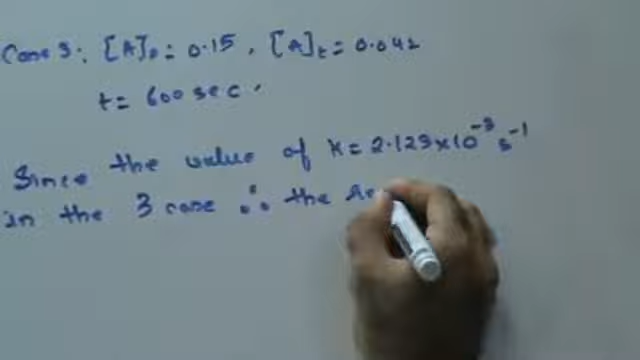 Case 3: [A]₀ = 0.15, [A]t = 0.042
t = 600 sec.
Since the value of K = 2.123 × 10⁻³ s⁻¹
in the 3 case ∴ the